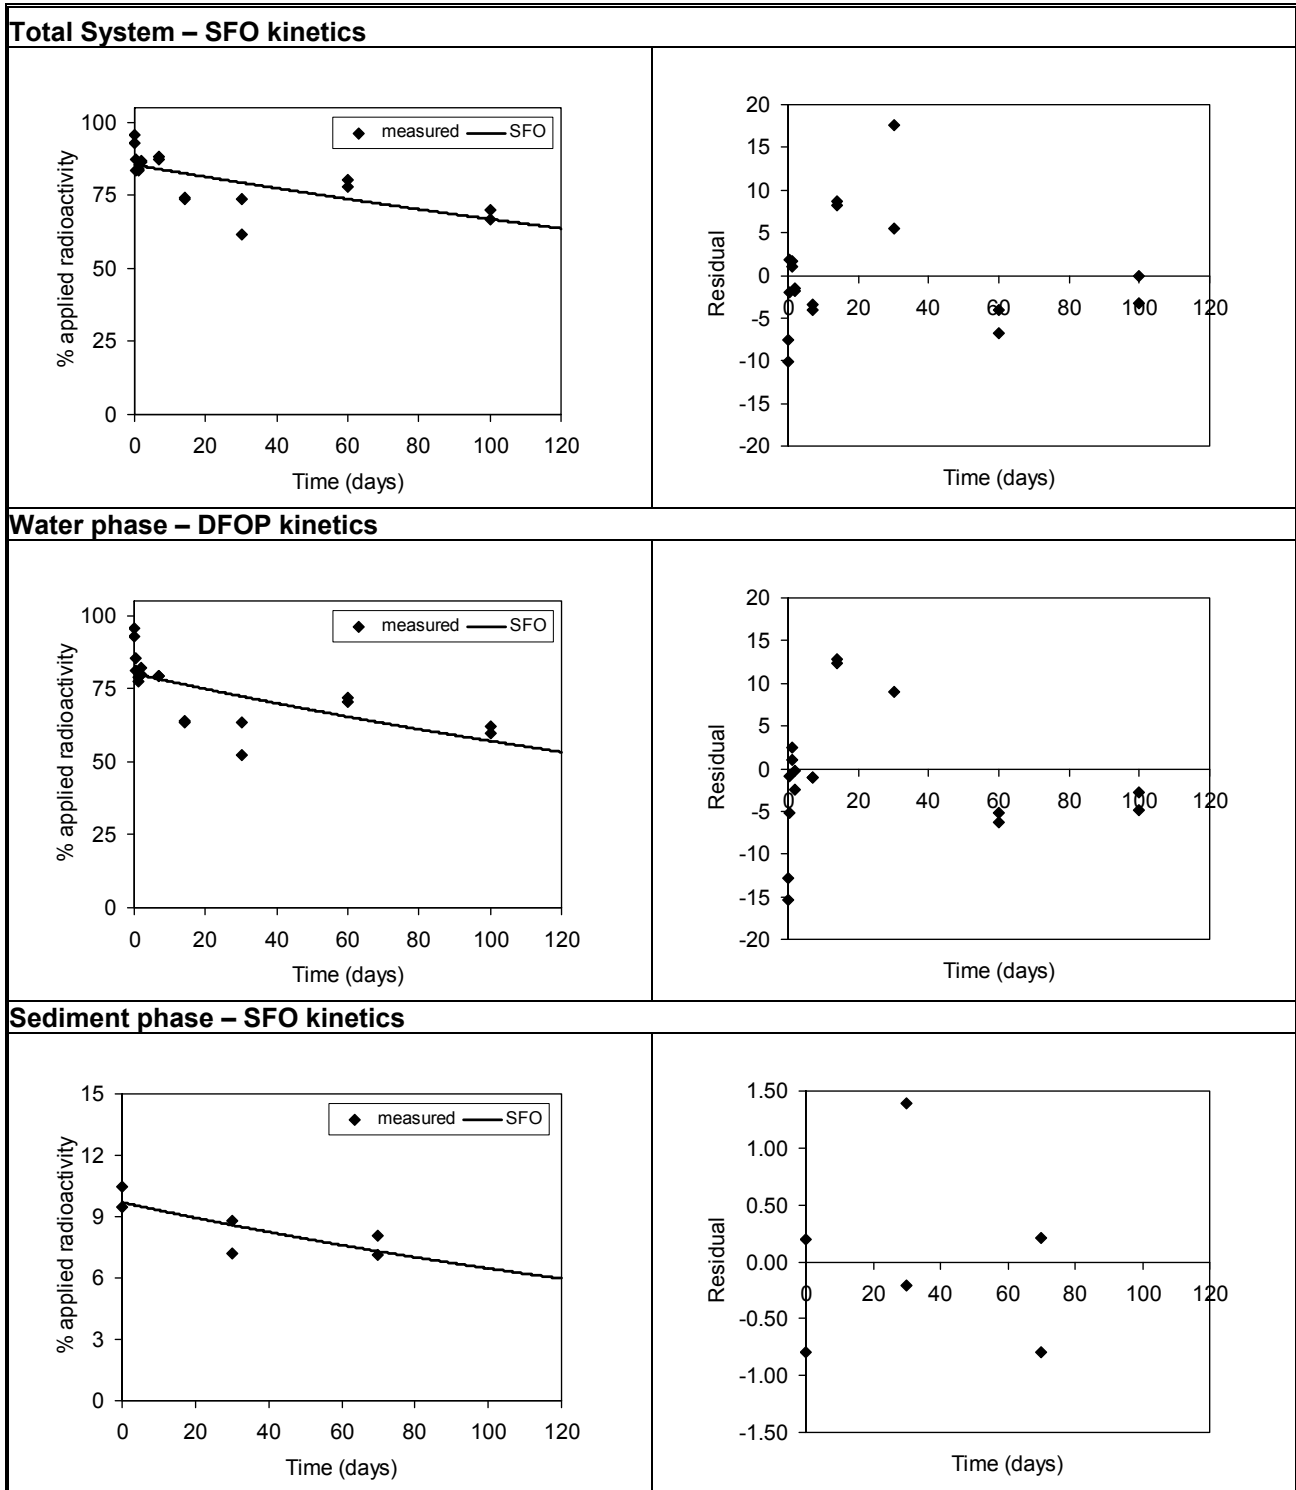 Total System – SFO kinetics
100
75
50
25
0
% applied radioactivity
measured SFO
0 20 40 60 80 100 120
Time (days)
20
15
10
5
0
-5
-10
-15
-20
Residual
0 20 40 60 80 100 120
Time (days)
Water phase – DFOP kinetics
100
75
50
25
0
% applied radioactivity
measured SFO
0 20 40 60 80 100 120
Time (days)
20
15
10
5
0
-5
-10
-15
-20
Residual
0 20 40 60 80 100 120
Time (days)
Sediment phase – SFO kinetics
15
12
9
6
3
0
% applied radioactivity
measured SFO
0 20 40 60 80 100 120
Time (days)
1.50
1.00
0.50
0.00
-0.50
-1.00
-1.50
Residual
0 20 40 60 80 100 120
Time (days)